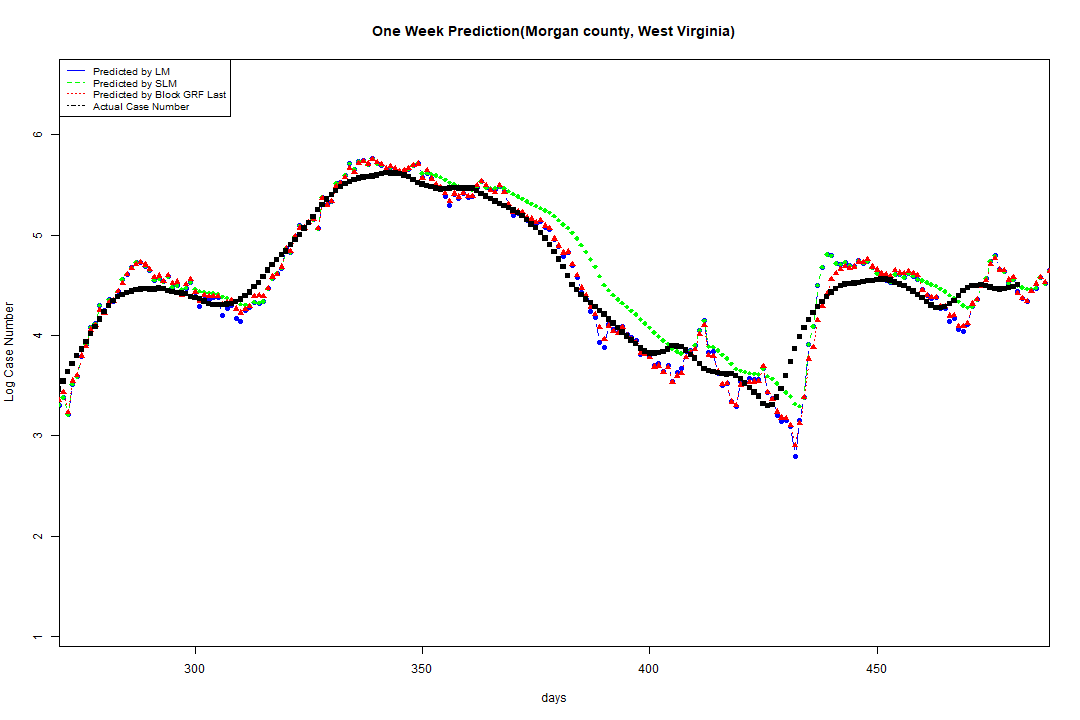 One Week Prediction(Morgan county, West Virginia)
Predicted by LM
Predicted by SLM
Predicted by Block GRF Last
Actual Case Number
Log Case Number
6
5
4
3
2
1
300 350 400 450
days